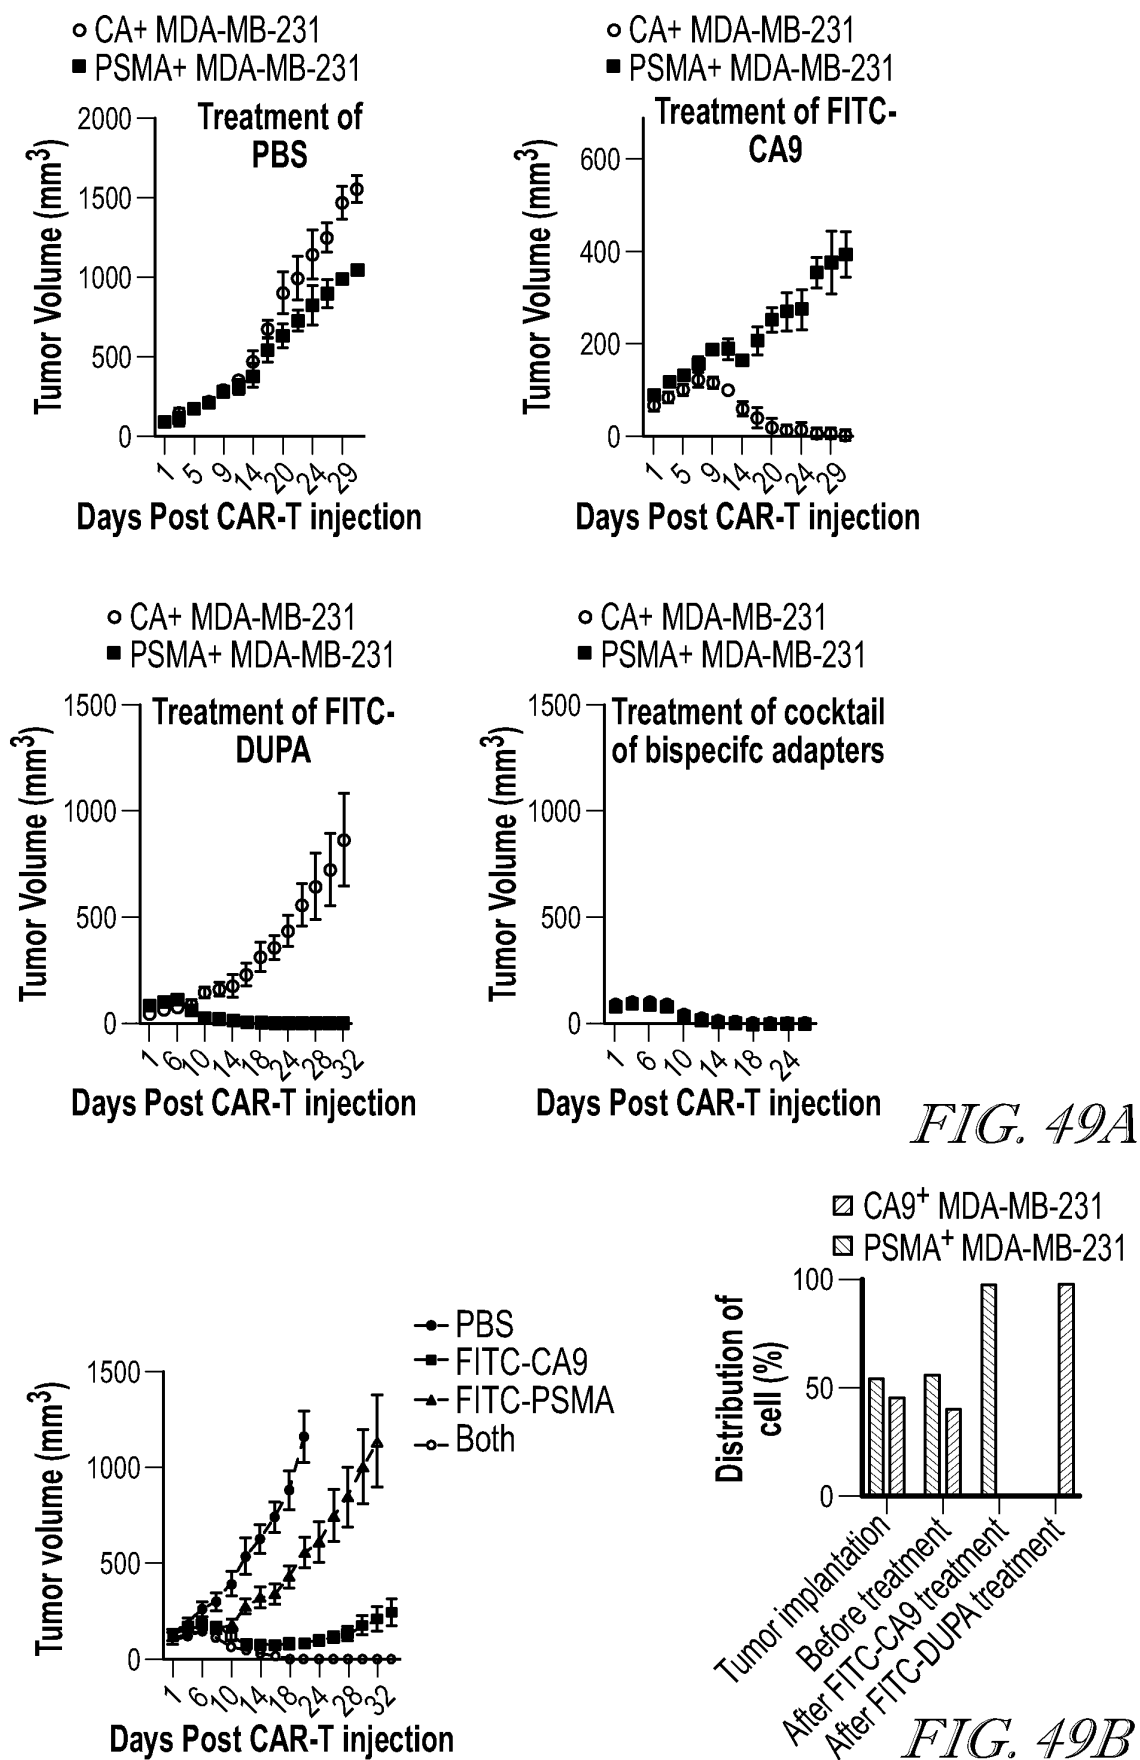 CA+ MDA-MB-231
PSMA+ MDA-MB-231
Treatment of
PBS
Tumor Volume (mm³)
2000
1500
1000
500
0
1 5 9 14 20 24 29
Days Post CAR-T injection
CA+ MDA-MB-231
PSMA+ MDA-MB-231
Treatment of FITC-
CA9
Tumor Volume (mm³)
600
400
200
0
1 5 9 14 20 24 29
Days Post CAR-T injection
CA+ MDA-MB-231
PSMA+ MDA-MB-231
Treatment of FITC-
DUPA
Tumor Volume (mm³)
1500
1000
500
0
1 6 10 14 18 24 28 32
Days Post CAR-T injection
CA+ MDA-MB-231
PSMA+ MDA-MB-231
Treatment of cocktail
of bispecifc adapters
Tumor Volume (mm³)
1500
1000
500
0
1 6 10 14 18 24
Days Post CAR-T injection
FIG. 49A
PBS
FITC-CA9
FITC-PSMA
Both
Tumor volume (mm³)
1500
1000
500
0
1 6 10 14 18 24 28 32
Days Post CAR-T injection
CA9⁺ MDA-MB-231
PSMA⁺ MDA-MB-231
Distribution of
cell (%)
100
50
0
Tumor implantation
Before treatment
After FITC-CA9 treatment
After FITC-DUPA treatment
FIG. 49B